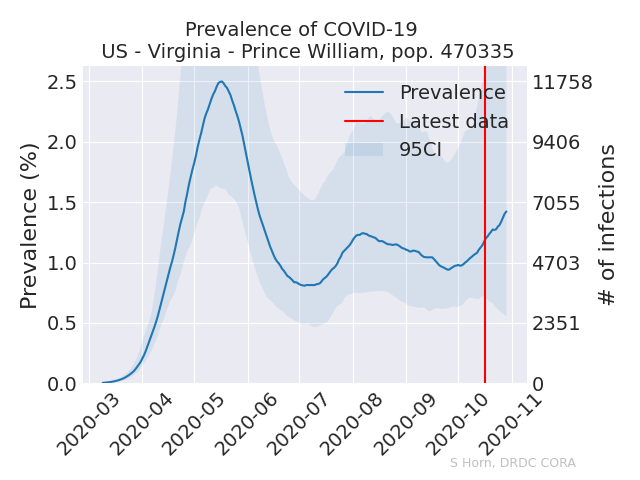 Prevalence of COVID-19
US - Virginia - Prince William, pop. 470335
Prevalence (%)
2.5
2.0
1.5
1.0
0.5
0.0
Prevalence
Latest data
95CI
11758
9406
7055
4703
2351
0
# of infections
2020-03
2020-04
2020-05
2020-06
2020-07
2020-08
2020-09
2020-10
2020-11
S Horn, DRDC CORA